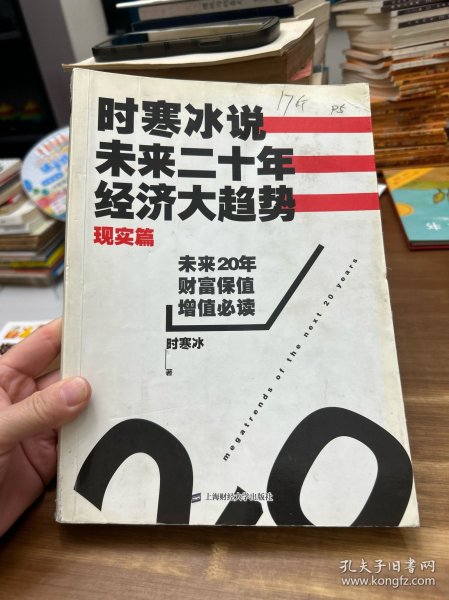 时寒冰说
未来二十年
经济大趋势
现实篇
未来20年
财富保值
增值必读
时寒冰
著
megatrends of the next 20 years
上海财经大学出版社
孔夫子旧书网
www.kongfz.com